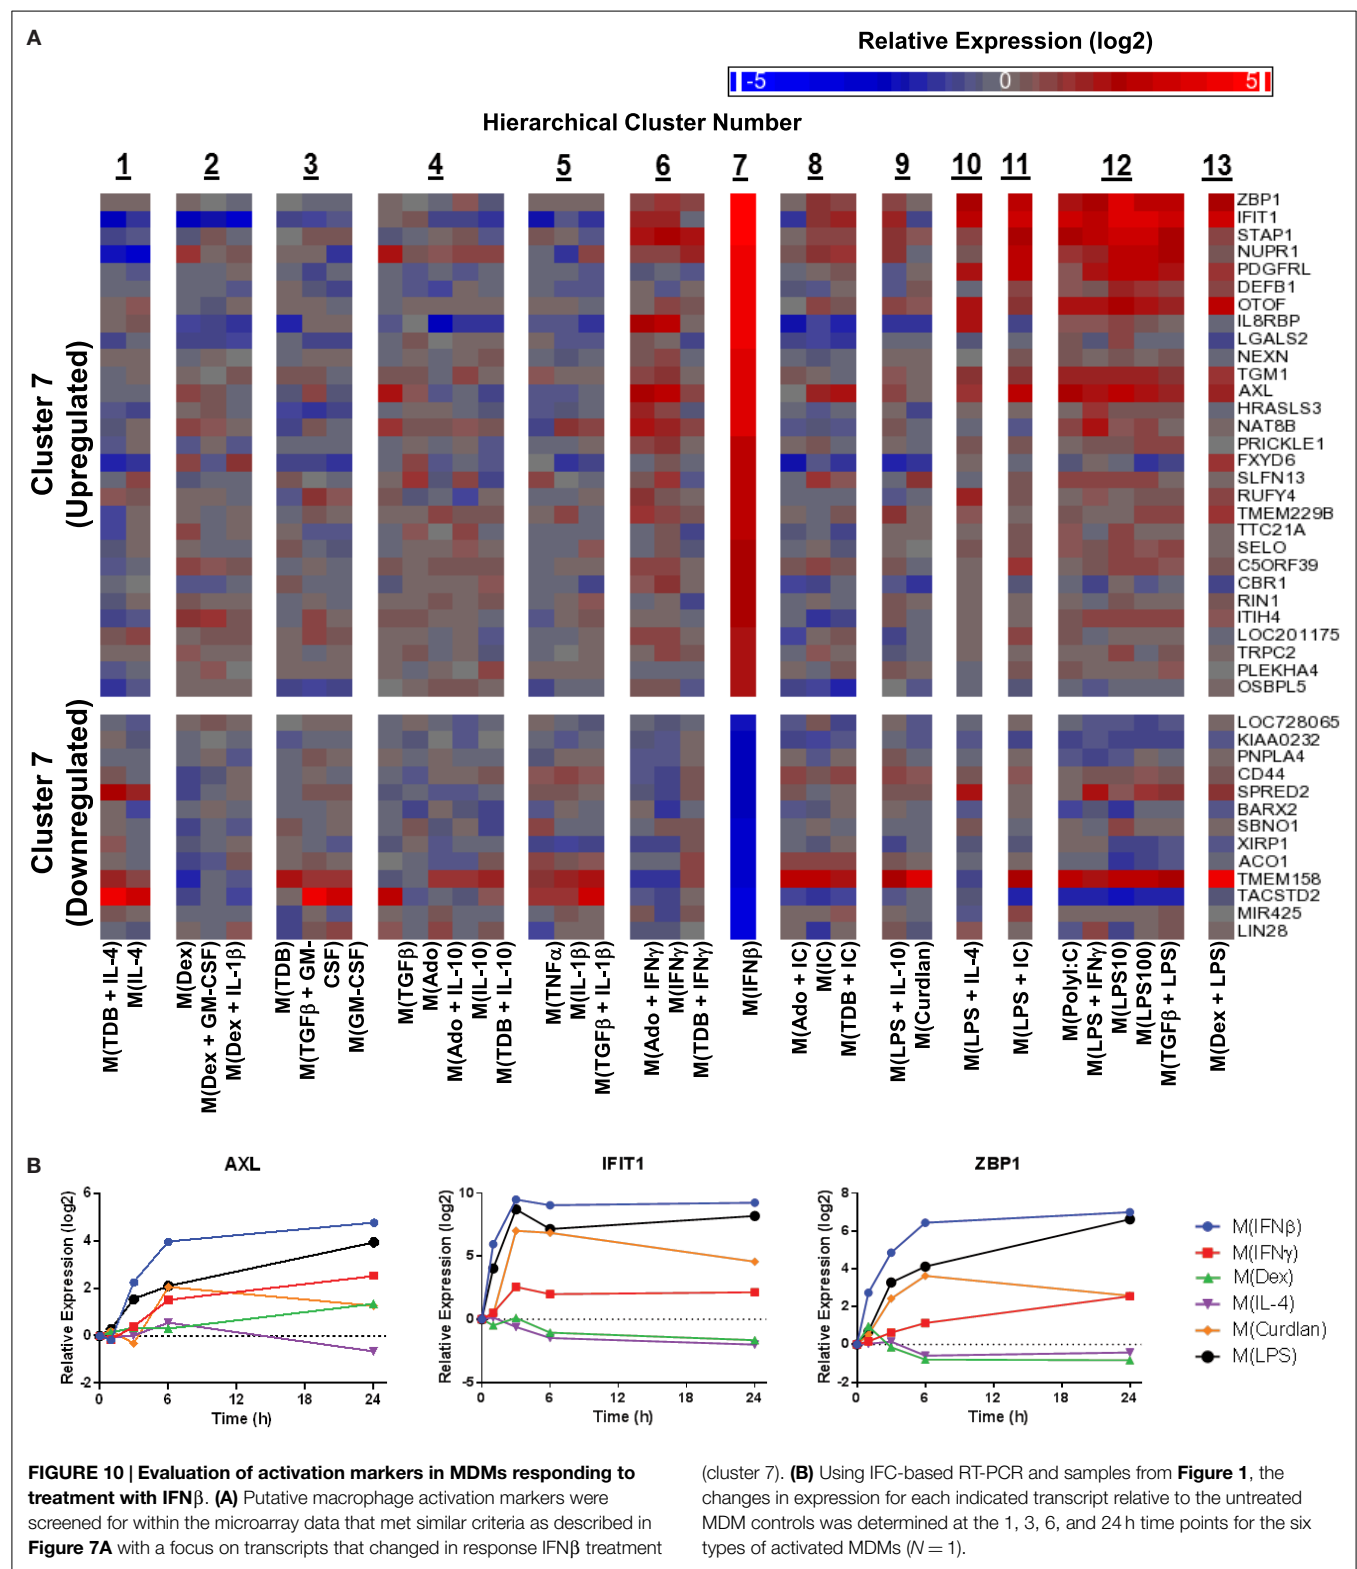 A
Relative Expression (log2)
-5 0 5
Hierarchical Cluster Number
1 2 3 4 5 6 7 8 9 10 11 12 13
Cluster 7
(Upregulated)
ZBP1
IFIT1
STAP1
NUPR1
PDGFRL
DEFB1
OTOF
IL8RBP
LGALS2
NEXN
TGM1
AXL
HRASLS3
NAT8B
PRICKLE1
FXYD6
SLFN13
RUFY4
TMEM229B
TTC21A
SELO
C5ORF39
CBR1
RIN1
ITIH4
LOC201175
TRPC2
PLEKHA4
OSBPL5
Cluster 7
(Downregulated)
LOC728065
KIAA0232
PNPLA4
CD44
SPRED2
BARX2
SBNO1
XIRP1
ACO1
TMEM158
TACSTD2
MIR425
LIN28
M(TDB + IL-4)
M(IL-4)
M(Dex)
M(Dex + GM-CSF)
M(Dex + IL-1β)
M(TDB)
M(TGFβ + GM-
CSF)
M(GM-CSF)
M(TGFβ)
M(Ado)
M(Ado + IL-10)
M(IL-10)
M(TDB + IL-10)
M(TNFα)
M(IL-1β)
M(TGFβ + IL-1β)
M(Ado + IFNγ)
M(IFNγ)
M(TDB + IFNγ)
M(IFNβ)
M(Ado + IC)
M(IC)
M(TDB + IC)
M(LPS + IL-10)
M(Curdlan)
M(LPS + IL-4)
M(LPS + IC)
M(PolyI:C)
M(LPS + IFNγ)
M(LPS10)
M(LPS100)
M(TGFβ + LPS)
M(Dex + LPS)
B
AXL
Relative Expression (log2)
6
4
2
0
-2
0 6 12 18 24
Time (h)
IFIT1
Relative Expression (log2)
10
5
0
-5
0 6 12 18 24
Time (h)
ZBP1
Relative Expression (log2)
8
6
4
2
0
-2
0 6 12 18 24
Time (h)
M(IFNβ)
M(IFNγ)
M(Dex)
M(IL-4)
M(Curdlan)
M(LPS)
FIGURE 10 | Evaluation of activation markers in MDMs responding to
treatment with IFNβ. (A) Putative macrophage activation markers were
screened for within the microarray data that met similar criteria as described in
Figure 7A with a focus on transcripts that changed in response IFNβ treatment
(cluster 7). (B) Using IFC-based RT-PCR and samples from Figure 1, the
changes in expression for each indicated transcript relative to the untreated
MDM controls was determined at the 1, 3, 6, and 24 h time points for the six
types of activated MDMs (N = 1).